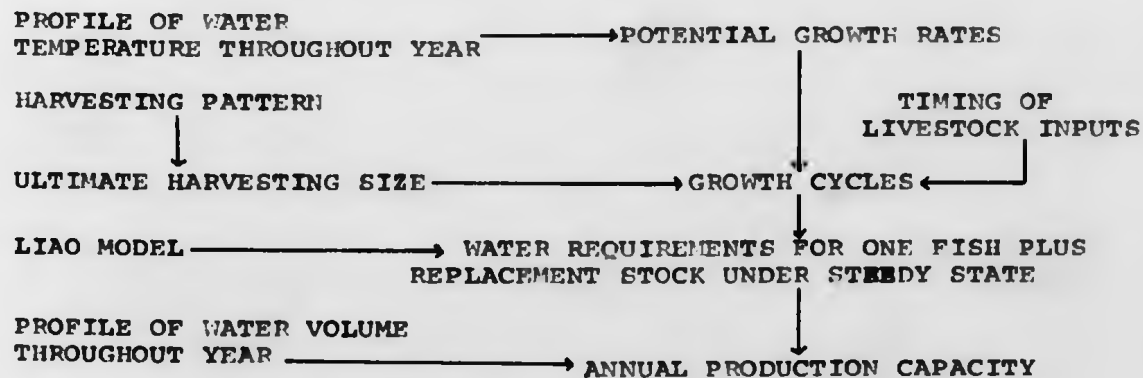 PROFILE OF WATER
TEMPERATURE THROUGHOUT YEAR
POTENTIAL GROWTH RATES
HARVESTING PATTERN
TIMING OF
LIVESTOCK INPUTS
ULTIMATE HARVESTING SIZE
GROWTH CYCLES
LIAO MODEL
WATER REQUIREMENTS FOR ONE FISH PLUS
REPLACEMENT STOCK UNDER STEEDY STATE
PROFILE OF WATER VOLUME
THROUGHOUT YEAR
ANNUAL PRODUCTION CAPACITY